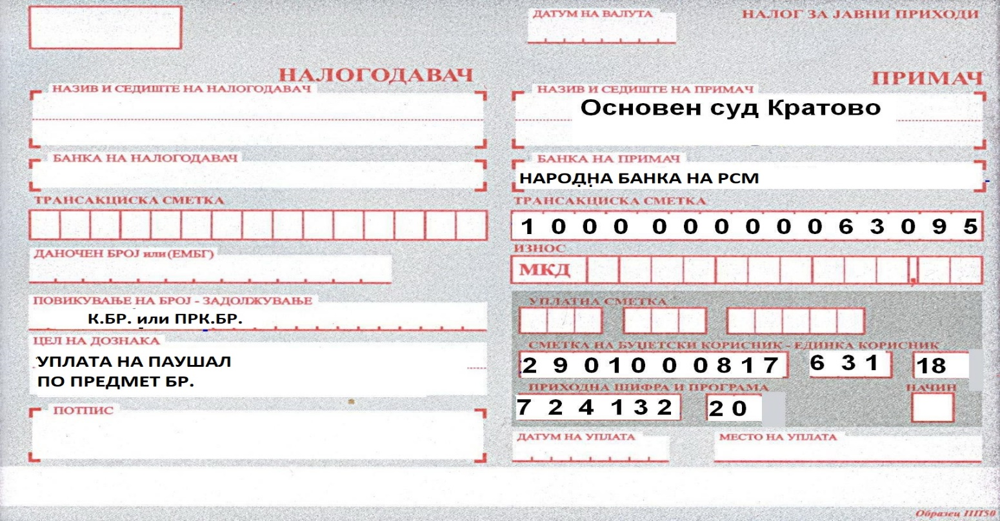 ДАТУМ НА ВАЛУТА
НАЛОГ ЗА ЈАВНИ ПРИХОДИ
НАЛОГОДАВАЧ
НАЗИВ И СЕДИШТЕ НА НАЛОГОДАВАЧ
БАНКА НА НАЛОГОДАВАЧ
ТРАНСАКЦИСКА СМЕТКА
ДАНОЧЕН БРОЈ или (ЕМБГ)
ПОВИКУВАЊЕ НА БРОЈ - ЗАДОЛЖУВАЊЕ
К.БР. или ПРК.БР.
ЦЕЛ НА ДОЗНАКА
УПЛАТА НА ПАУШАЛ
ПО ПРЕДМЕТ БР.
ПОТПИС
ПРИМАЧ
НАЗИВ И СЕДИШТЕ НА ПРИМАЧ
Основен суд Кратово
БАНКА НА ПРИМАЧ
НАРОДНА БАНКА НА РСМ
ТРАНСАКЦИСКА СМЕТКА
1 0 0 0 0 0 0 0 0 0 6 3 0 9 5
ИЗНОС
МКД ,
УПЛАТНА СМЕТКА
СМЕТКА НА БУЏЕТСКИ КОРИСНИК - ЕДИНКА КОРИСНИК
2 9 0 1 0 0 0 8 1 7 6 3 1 18
ПРИХОДНА ШИФРА И ПРОГРАМА
НАЧИН
7 2 4 1 3 2 2 0
ДАТУМ НА УПЛАТА
МЕСТО НА УПЛАТА
Образец ПП50